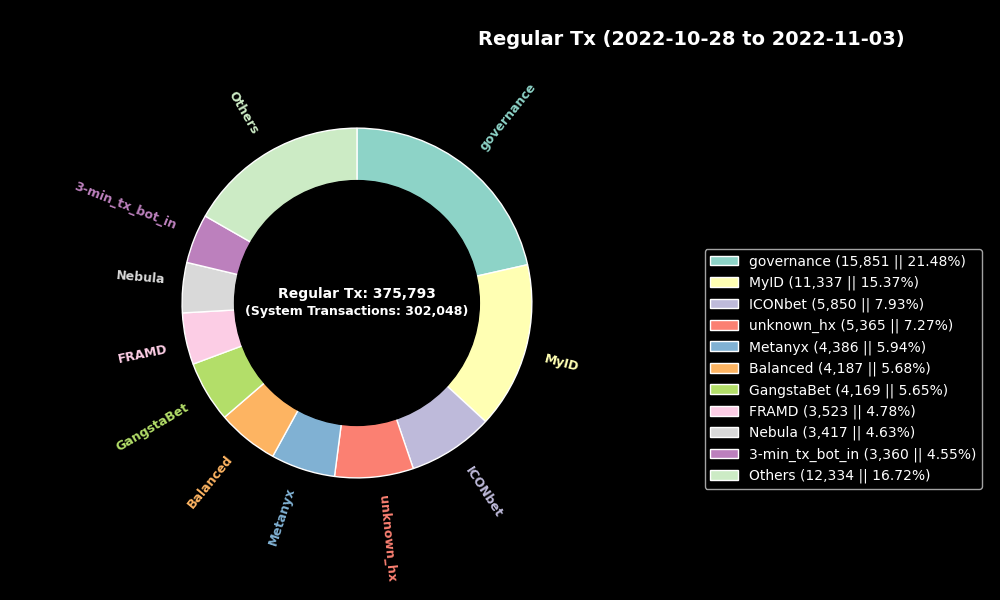 Regular Tx (2022-10-28 to 2022-11-03)
governance
Others
3-min_tx_bot_in
Nebula
Regular Tx: 375,793
(System Transactions: 302,048)
FRAMD
MyID
GangstaBet
Balanced
Metanyx
unknown_hx
ICONbet
governance (15,851 || 21.48%)
MyID (11,337 || 15.37%)
ICONbet (5,850 || 7.93%)
unknown_hx (5,365 || 7.27%)
Metanyx (4,386 || 5.94%)
Balanced (4,187 || 5.68%)
GangstaBet (4,169 || 5.65%)
FRAMD (3,523 || 4.78%)
Nebula (3,417 || 4.63%)
3-min_tx_bot_in (3,360 || 4.55%)
Others (12,334 || 16.72%)